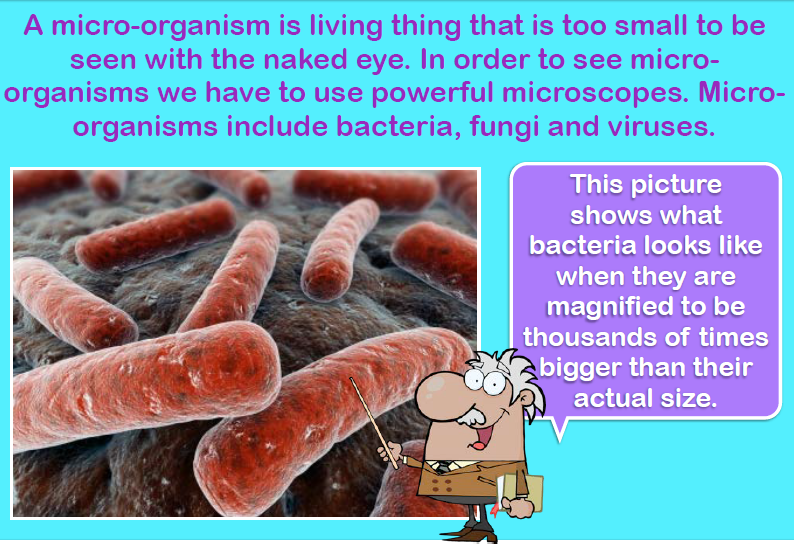 A micro-organism is living thing that is too small to be
seen with the naked eye. In order to see micro-
organisms we have to use powerful microscopes. Micro-
organisms include bacteria, fungi and viruses.
This picture
shows what
bacteria looks like
when they are
magnified to be
thousands of times
bigger than their
actual size.